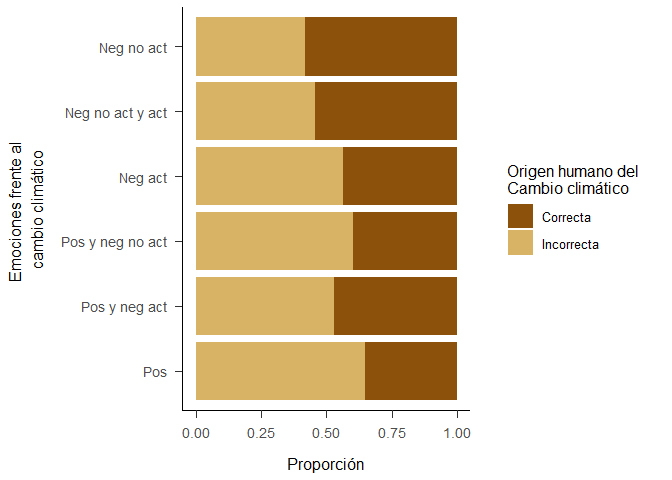 Emociones frente al
cambio climático
Neg no act
Neg no act y act
Neg act
Pos y neg no act
Pos y neg act
Pos
0.00 0.25 0.50 0.75 1.00
Proporción
Origen humano del
Cambio climático
Correcta
Incorrecta